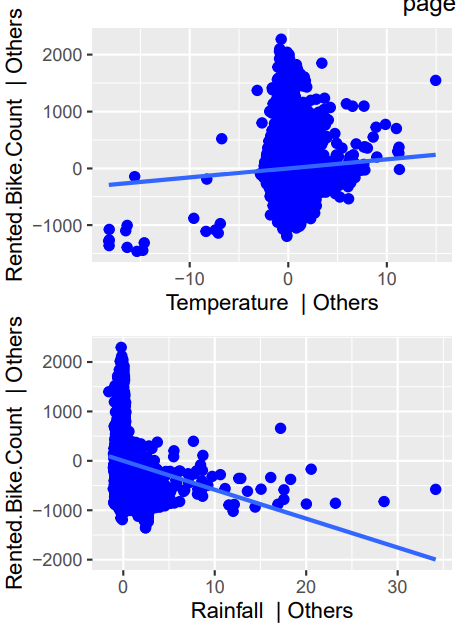 page
Rented.Bike.Count | Others
2000
1000
0
−1000
−10 0 10
Temperature | Others
Rented.Bike.Count | Others
2000
1000
0
−1000
−2000
0 10 20 30
Rainfall | Others